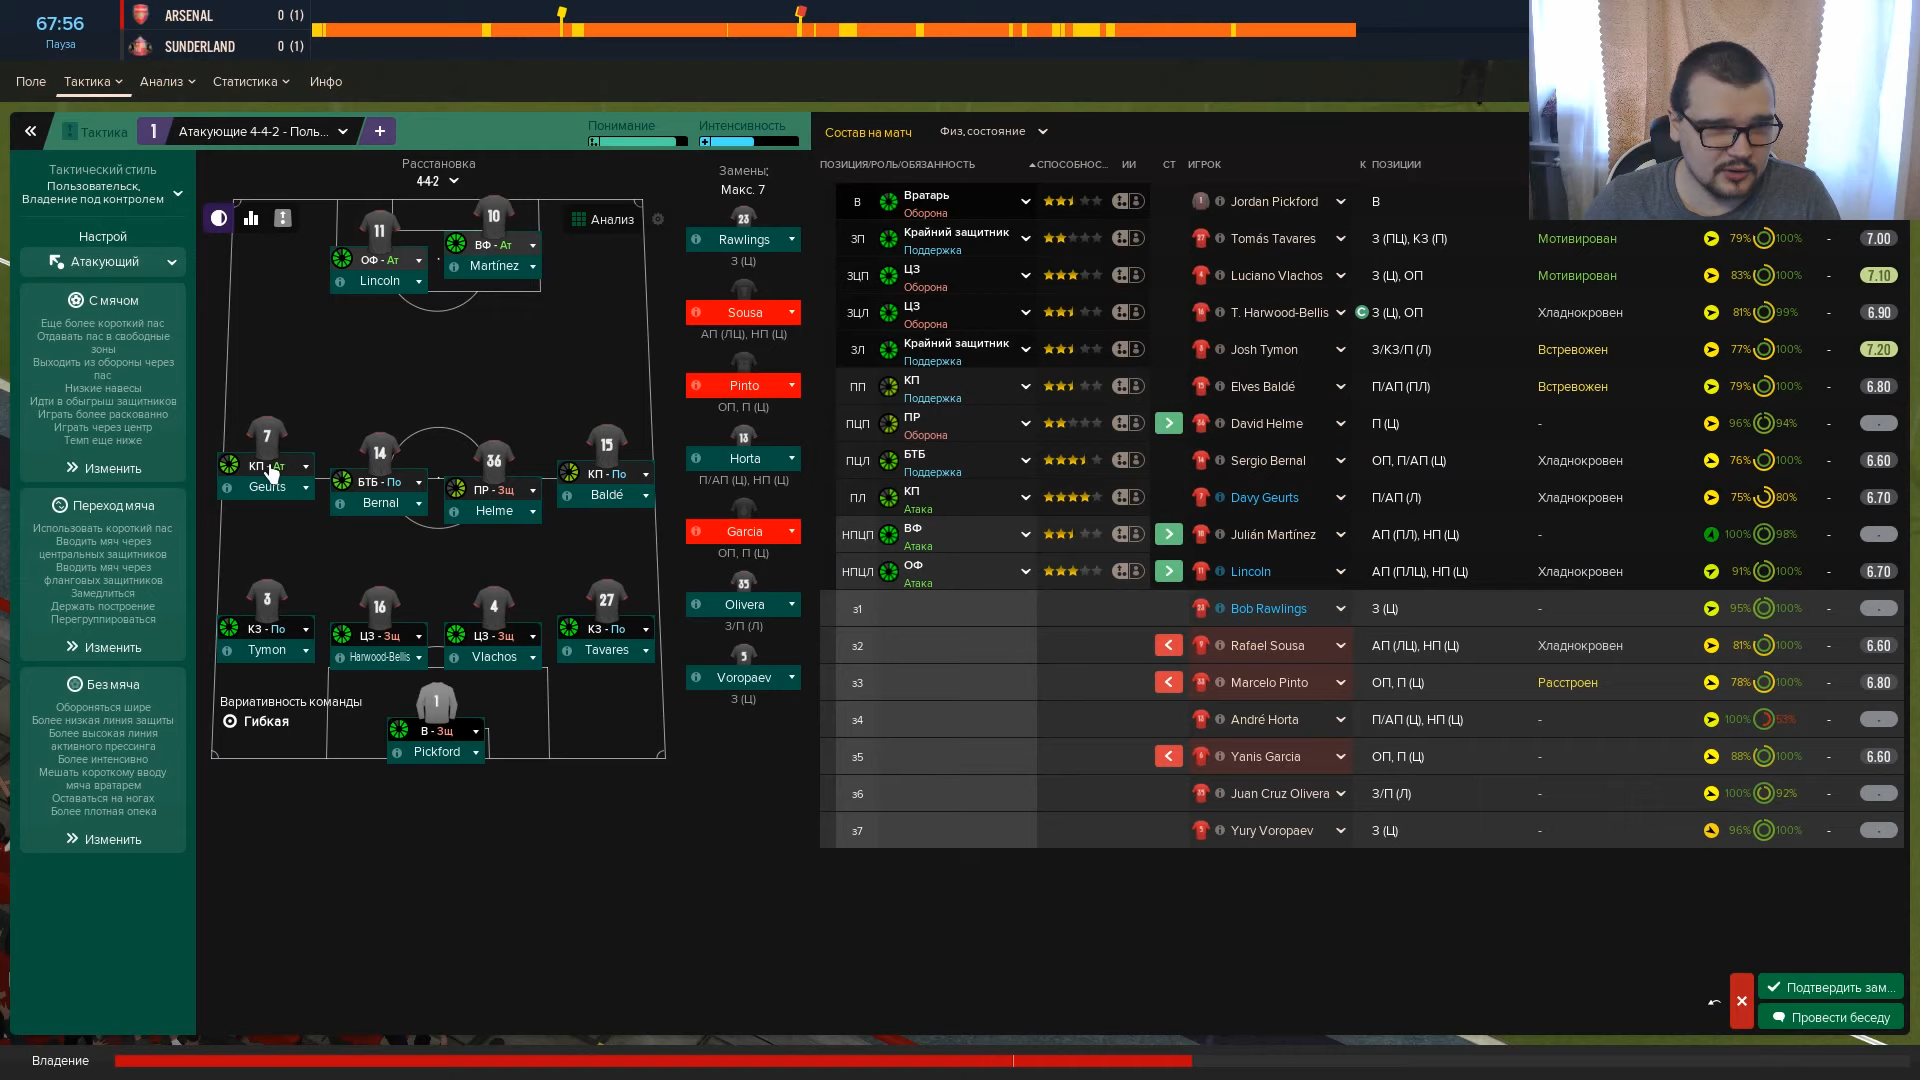 67:56
Пауза
ARSENAL 0 (1)
SUNDERLAND 0 (1)
Поле Тактика Анализ Статистика Инфо
Тактика 1 Атакующие 4-4-2 - Поль... +
Понимание Интенсивность
Тактический стиль
Пользовательск,
Владение под контролем
Настрой
Атакующий
С мячом
Еще более короткий пас
Отдавать пас в свободные
зоны
Выходить из обороны через
пас
Низкие навесы
Идти в обыгрыш защитников
Играть более раскованно
Играть через центр
Темп еще ниже
Изменить
Переход мяча
Использовать короткий пас
Вводить мяч через
центральных защитников
Вводить мяч через
фланговых защитников
Замедлиться
Держать построение
Перегруппироваться
Изменить
Без мяча
Обороняться шире
Более низкая линия защиты
Более высокая линия
активного прессинга
Более интенсивно
Мешать короткому вводу
мяча вратарем
Оставаться на ногах
Более плотная опека
Изменить
Расстановка
4-4-2
Анализ
11
ОФ - Ат
Lincoln
10
ВФ - Ат
Martínez
7
КП - Ат
Geurts
14
БТБ - По
Bernal
36
ПР - Зщ
Helme
15
КП - По
Baldé
3
КЗ - По
Tymon
16
ЦЗ - Зщ
Harwood-Bellis
4
ЦЗ - Зщ
Vlachos
27
КЗ - По
Tavares
Вариативность команды
Гибкая
1
В - Зщ
Pickford
Замены;
Макс. 7
23
Rawlings
З (Ц)
Sousa
АП (ЛЦ), НП (Ц)
Pinto
ОП, П (Ц)
13
Horta
П/АП (Ц), НП (Ц)
Garcia
ОП, П (Ц)
35
Olivera
З/П (Л)
5
Voropaev
З (Ц)
Состав на матч Физ,состояние
ПОЗИЦИЯ/РОЛЬ/ОБЯЗАННОСТЬ СПОСОБНОС... ИИ СТ ИГРОК К ПОЗИЦИИ
В Вратарь Оборона Jordan Pickford В
ЗП Крайний защитник Поддержка Tomás Tavares З (ПЦ), КЗ (П) Мотивирован 79% 100% - 7.00
ЗЦП ЦЗ Оборона Luciano Vlachos З (Ц), ОП Мотивирован 83% 100% - 7.10
ЗЦЛ ЦЗ Оборона T. Harwood-Bellis C З (Ц), ОП Хладнокровен 81% 99% - 6.90
ЗЛ Крайний защитник Поддержка Josh Tymon З/КЗ/П (Л) Встревожен 77% 100% - 7.20
ПП КП Поддержка Elves Baldé П/АП (ПЛ) Встревожен 79% 100% - 6.80
ПЦП ПР Оборона David Helme П (Ц) - 96% 94% - -
ПЦЛ БТБ Поддержка Sergio Bernal ОП, П/АП (Ц) Хладнокровен 76% 100% - 6.60
ПЛ КП Атака Davy Geurts П/АП (Л) Хладнокровен 75% 80% - 6.70
НПЦП ВФ Атака Julián Martínez АП (ПЛ), НП (Ц) - 100% 98% - -
НПЦЛ ОФ Атака Lincoln АП (ПЛЦ), НП (Ц) Хладнокровен 91% 100% - 6.70
з1 Bob Rawlings З (Ц) - 95% 100% - -
з2 Rafael Sousa АП (ЛЦ), НП (Ц) Хладнокровен 81% 100% - 6.60
з3 Marcelo Pinto ОП, П (Ц) Расстроен 78% 100% - 6.80
з4 André Horta П/АП (Ц), НП (Ц) - 100% 53% - -
з5 Yanis Garcia ОП, П (Ц) - 88% 100% - 6.60
з6 Juan Cruz Olivera З/П (Л) - 100% 92% - -
з7 Yury Voropaev З (Ц) - 96% 100% - -
Подтвердить зам...
Провести беседу
Владение